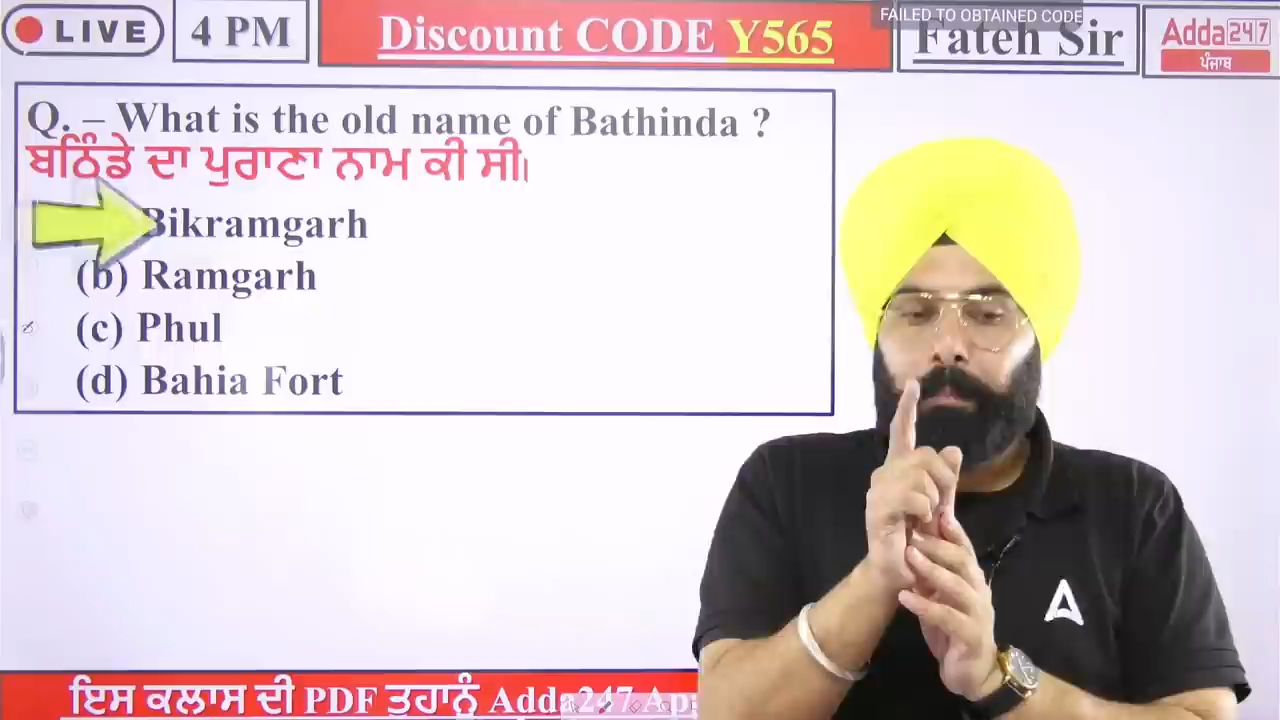 LIVE
4 PM
Discount CODE Y565
FAILED TO OBTAINED CODE
Fateh Sir
Adda247
ਪੰਜਾਬ
Q. – What is the old name of Bathinda ?
ਬਠਿੰਡੇ ਦਾ ਪੁਰਾਣਾ ਨਾਮ ਕੀ ਸੀ।
Bikramgarh
(b) Ramgarh
(c) Phul
(d) Bahia Fort
ਇਸ ਕਲਾਸ ਦੀ PDF ਤੁਹਾਨੂੰ Adda247 Ap